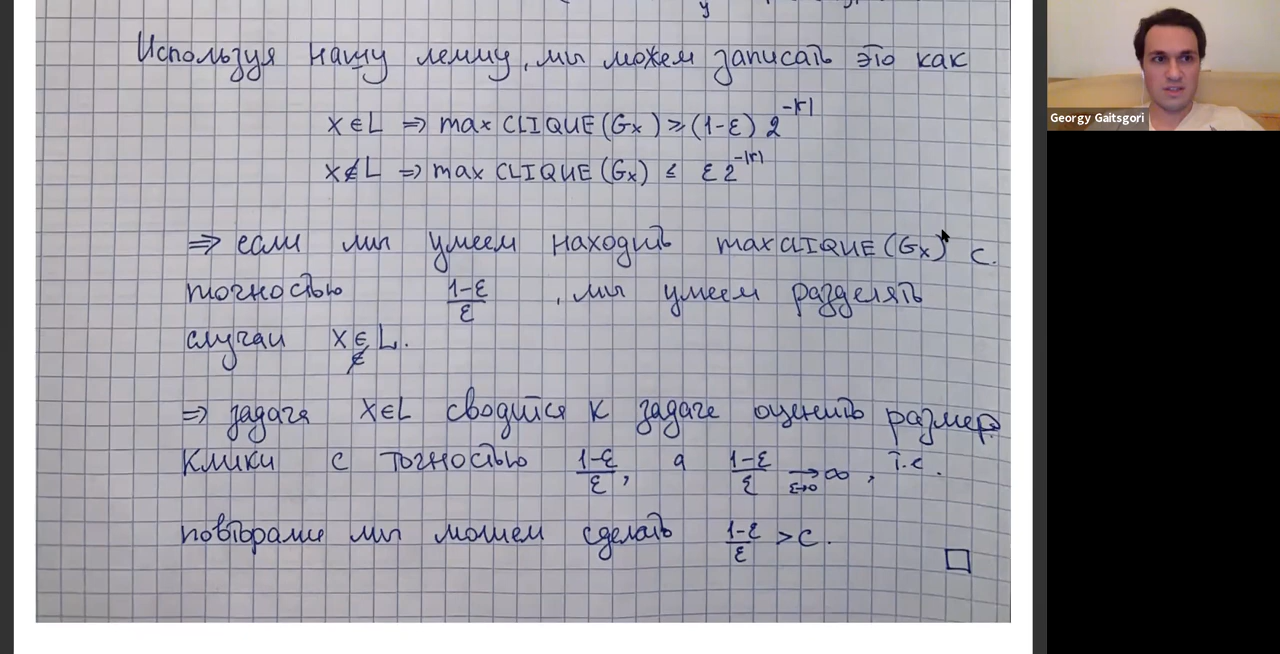 y
Используя нашу лемму, мы можем записать это как
x∈L ⇒ max CLIQUE(Gx) ≥ (1-ε) 2^{-|r|}
x∉L ⇒ max CLIQUE(Gx) ≤ ε 2^{-|r|}
⇒ если мы умеем находить max CLIQUE(Gx) с.
точностью (1-ε)/ε , мы умеем разделять
случаи x∈L.
∉
⇒ задача x∈L сводится к задаче оценить размер
клики с точностью (1-ε)/ε, а (1-ε)/ε →_{ε→0} ∞, т.е.
повторами мы можем сделать (1-ε)/ε > c.
□
Georgy Gaitsgori